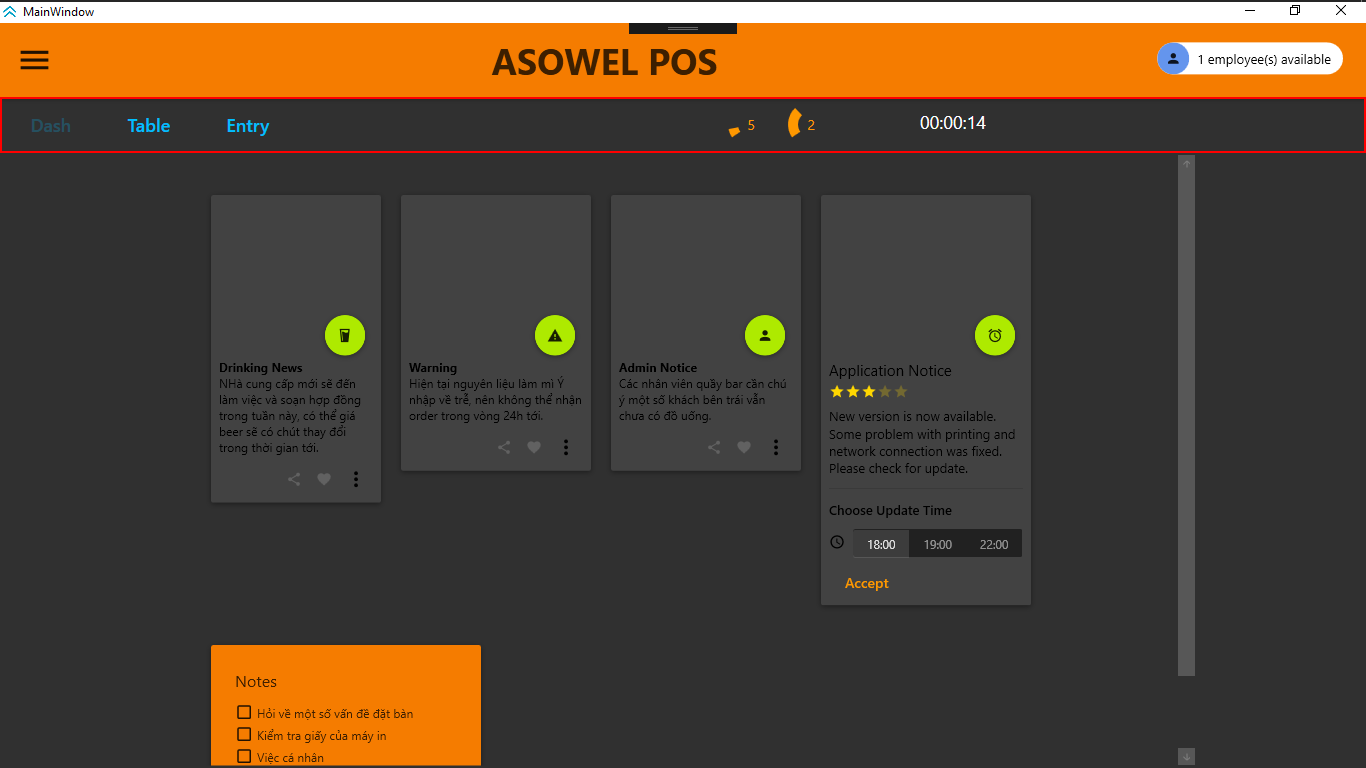 MainWindow
ASOWEL POS
1 employee(s) available
Dash
Table
Entry
5
2
00:00:14
Drinking News
NHà cung cấp mới sẽ đến
làm việc và soạn hợp đồng
trong tuần này, có thể giá
beer sẽ có chút thay đổi
trong thời gian tới.
Warning
Hiện tại nguyên liệu làm mì Ý
nhập về trễ, nên không thể nhận
order trong vòng 24h tới.
Admin Notice
Các nhân viên quầy bar cần chú
ý một số khách bên trái vẫn
chưa có đồ uống.
Application Notice
New version is now available.
Some problem with printing and
network connection was fixed.
Please check for update.
Choose Update Time
18:00
19:00
22:00
Accept
Notes
Hỏi về một số vấn đề đặt bàn
Kiểm tra giấy của máy in
Việc cá nhân